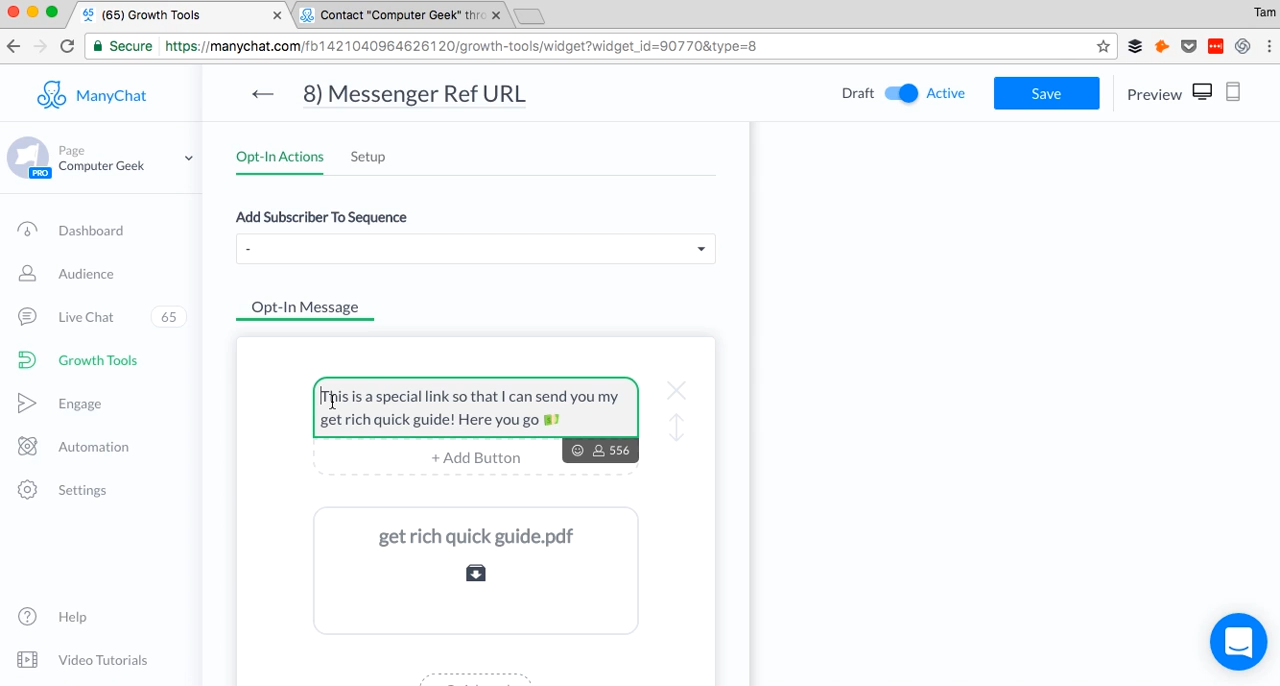 (65) Growth Tools
Contact "Computer Geek" thro
Tam
Secure
https://manychat.com/fb1421040964626120/growth-tools/widget?widget_id=90770&type=8
ManyChat
8) Messenger Ref URL
Draft
Active
Save
Preview
Page
Computer Geek
PRO
Opt-In Actions
Setup
Add Subscriber To Sequence
-
Dashboard
Audience
Live Chat
65
Growth Tools
Engage
Automation
Settings
Help
Video Tutorials
Opt-In Message
This is a special link so that I can send you my
get rich quick guide! Here you go 💵
556
+ Add Button
get rich quick guide.pdf